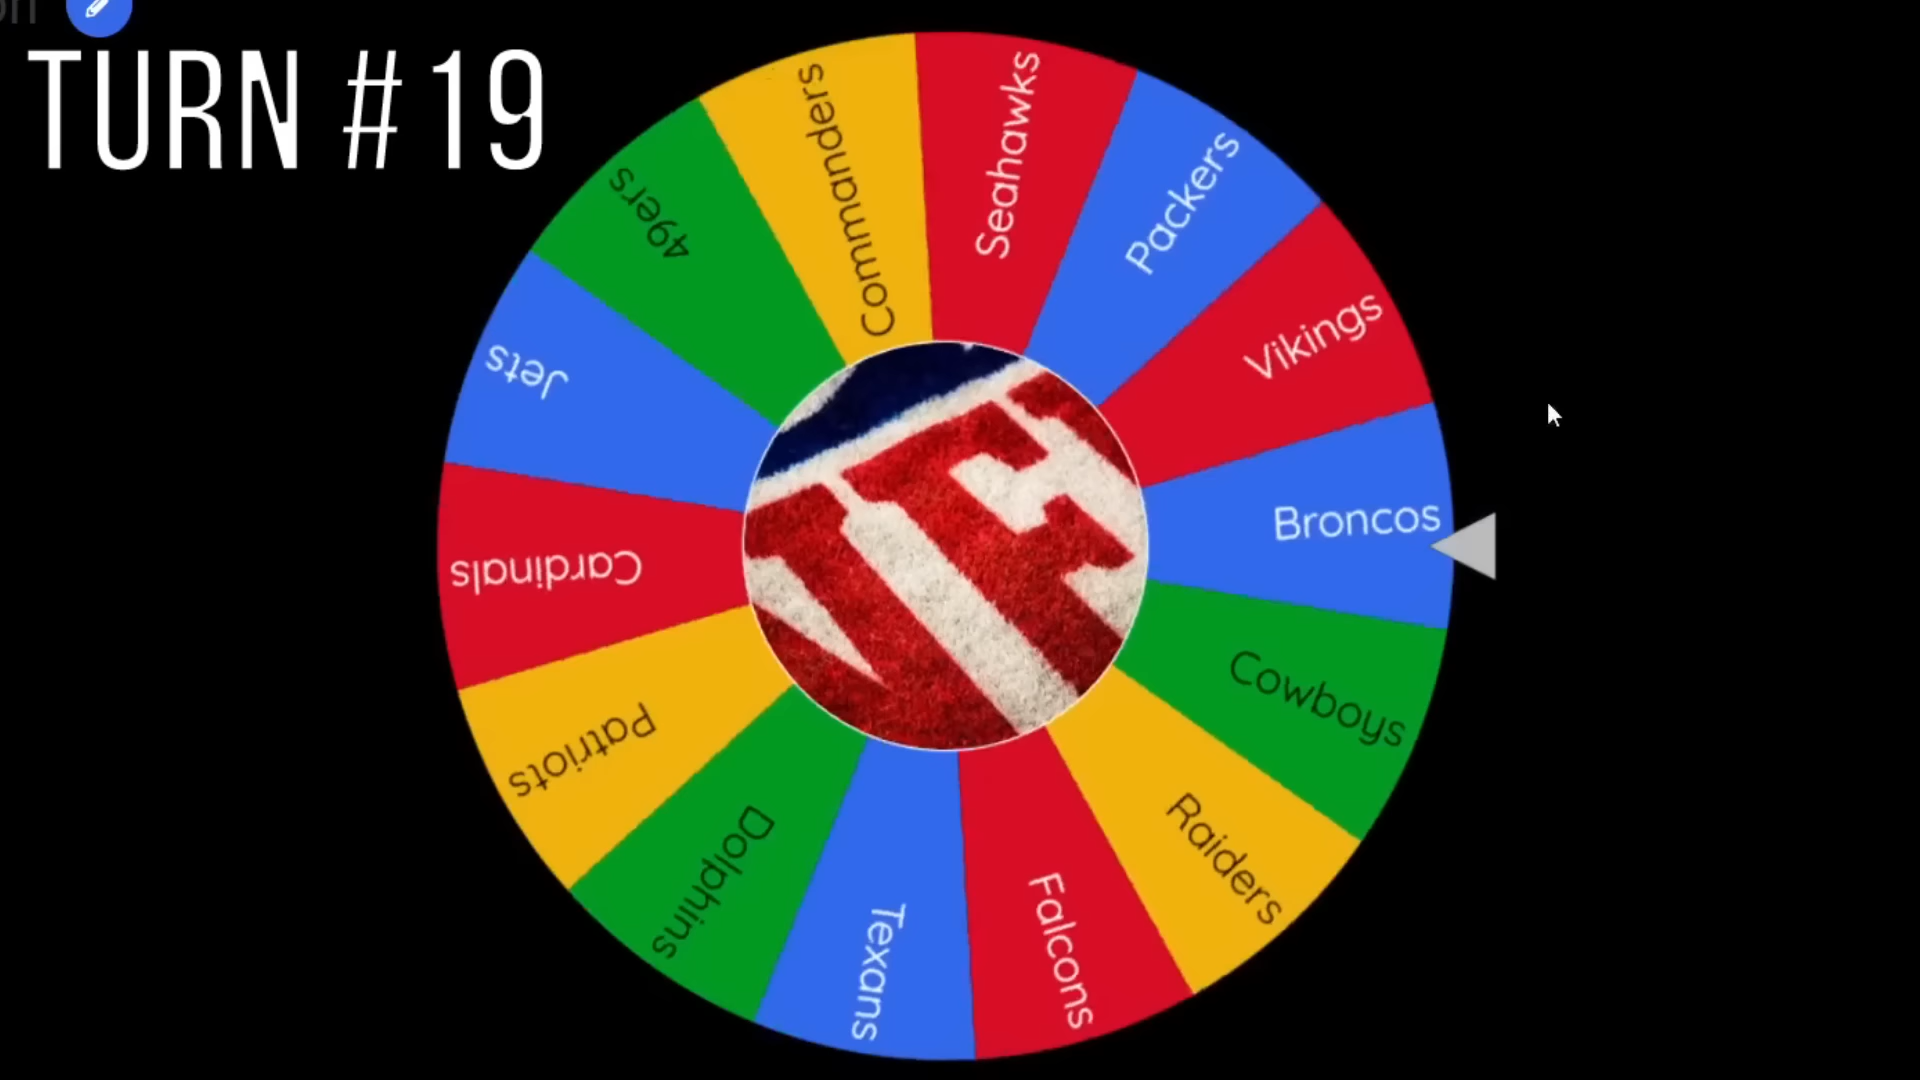 TURN #19
Seahawks
Packers
Vikings
Broncos
Cowboys
Raiders
Falcons
Texans
Dolphins
Patriots
Cardinals
Jets
49ers
Commanders